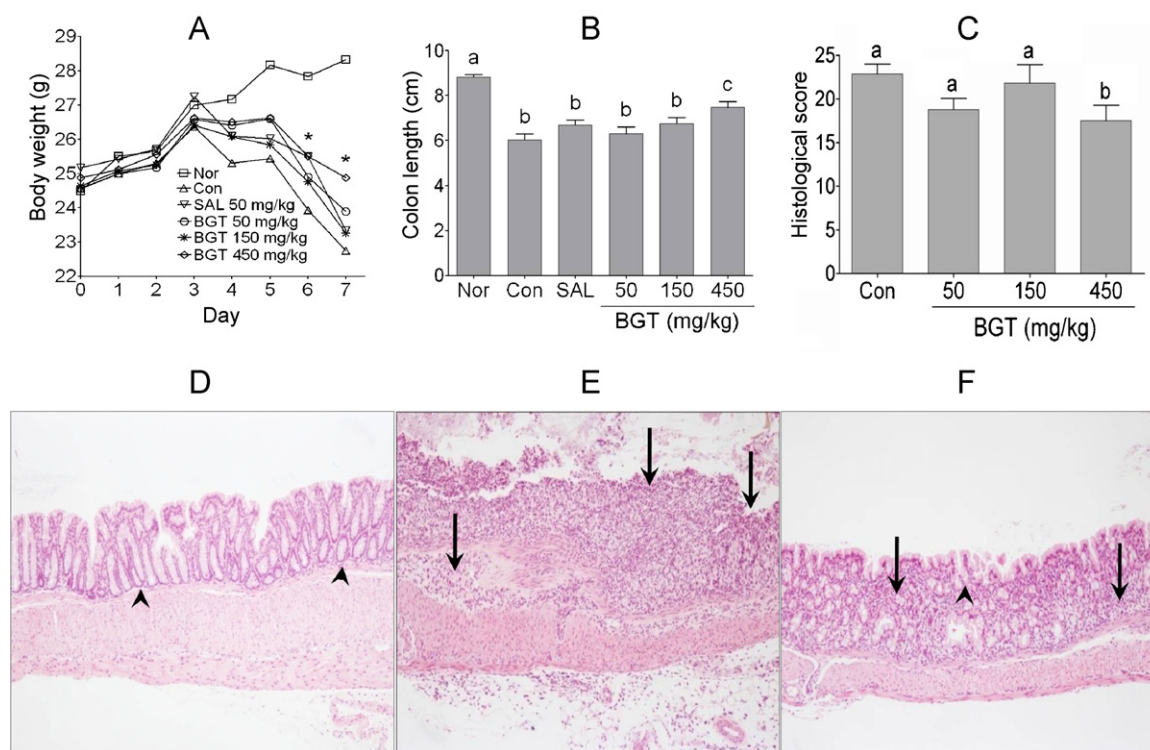 A
Body weight (g)
29
28
27
26
25
24
23
22
0 1 2 3 4 5 6 7
Day
*
*
Nor
Con
SAL 50 mg/kg
BGT 50 mg/kg
BGT 150 mg/kg
BGT 450 mg/kg
B
Colon length (cm)
10
8
6
4
2
0
a b b b b c
Nor Con SAL 50 150 450
BGT (mg/kg)
C
Histological score
25
20
15
10
5
0
a a a b
Con 50 150 450
BGT (mg/kg)
D E F